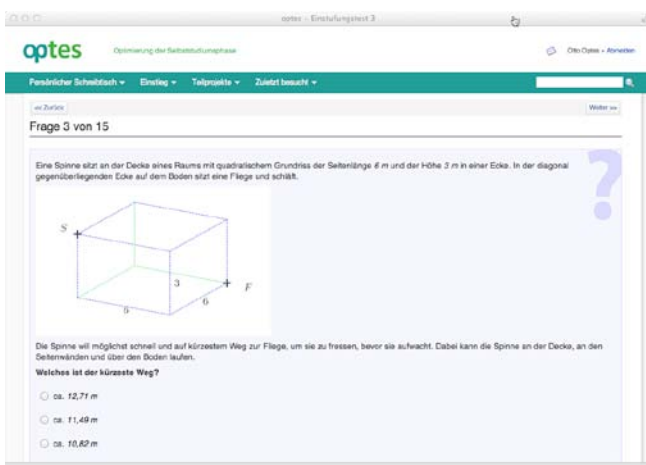 optes - Einstufungstest 3
optes
Optimierung der Selbststudiumsphase
Otto Optes • Abmelden
Persönlicher Schreibtisch
Einstieg
Teilprojekte
Zuletzt besucht
<< Zurück
Weiter >>
Frage 3 von 15
Eine Spinne sitzt an der Decke eines Raums mit quadratischem Grundriss der Seitenlänge 6 m und der Höhe 3 m in einer Ecke. In der diagonal
gegenüberliegenden Ecke auf dem Boden sitzt eine Fliege und schläft.
?
S
3
F
6
6
Die Spinne will möglichst schnell und auf kürzestem Weg zur Fliege, um sie zu fressen, bevor sie aufwacht. Dabei kann die Spinne an der Decke, an den
Seitenwänden und über den Boden laufen.
Welches ist der kürzeste Weg?
ca. 12,71 m
ca. 11,49 m
ca. 10,82 m